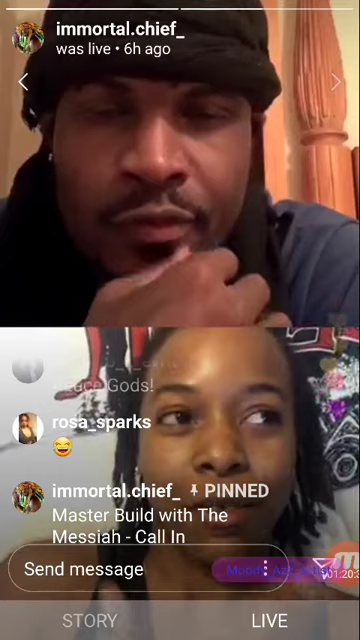 immortal.chief_
was live • 6h ago
Peace Gods!
rosa_sparks
😂
immortal.chief_ PINNED
Master Build with The
Messiah - Call In
Send message
STORY LIVE